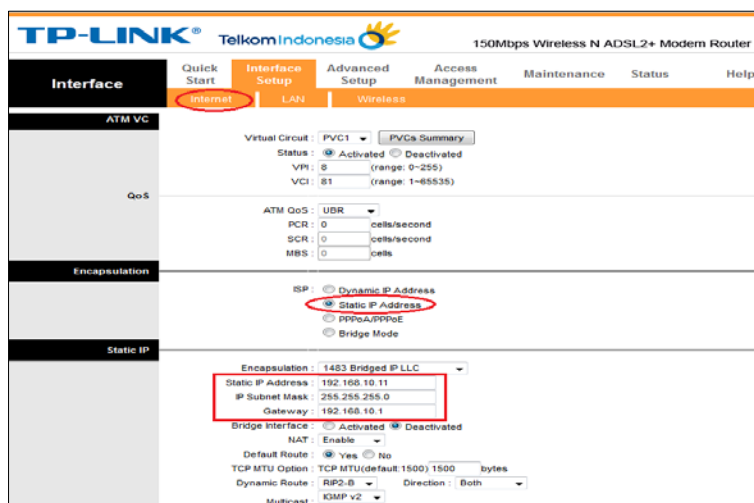 TP-LINK® TelkomIndonesia
150Mbps Wireless N ADSL2+ Modem Router
Interface
Quick Start Interface Setup Advanced Setup Access Management Maintenance Status Help
Internet LAN Wireless
ATM VC
Virtual Circuit : PVC1 PVCs Summary
Status : Activated Deactivated
VPI : 8 (range: 0~255)
VCI : 81 (range: 1~65535)
QoS
ATM QoS : UBR
PCR : 0 cells/second
SCR : 0 cells/second
MBS : 0 cells
Encapsulation
ISP : Dynamic IP Address
Static IP Address
PPPoA/PPPoE
Bridge Mode
Static IP
Encapsulation : 1483 Bridged IP LLC
Static IP Address : 192.168.10.11
IP Subnet Mask : 255.255.255.0
Gateway : 192.168.10.1
Bridge Interface : Activated Deactivated
NAT : Enable
Default Route : Yes No
TCP MTU Option : TCP MTU(default:1500) 1500 bytes
Dynamic Route : RIP2-B Direction : Both
Multicast : IGMP v2